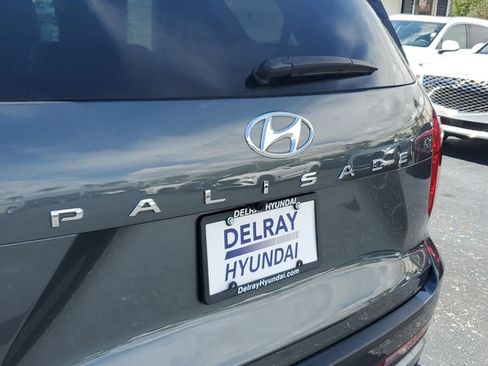 PALISADE
DELRAY HYUNDAI
DELRAY
HYUNDAI
DelrayHyundai.com